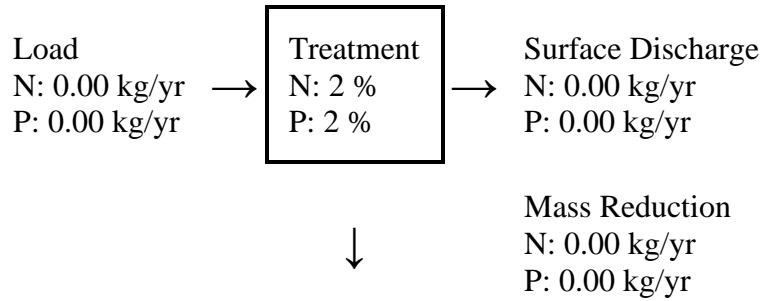 Load
N: 0.00 kg/yr
P: 0.00 kg/yr
→
Treatment
N: 2 %
P: 2 %
→
Surface Discharge
N: 0.00 kg/yr
P: 0.00 kg/yr
↓
Mass Reduction
N: 0.00 kg/yr
P: 0.00 kg/yr